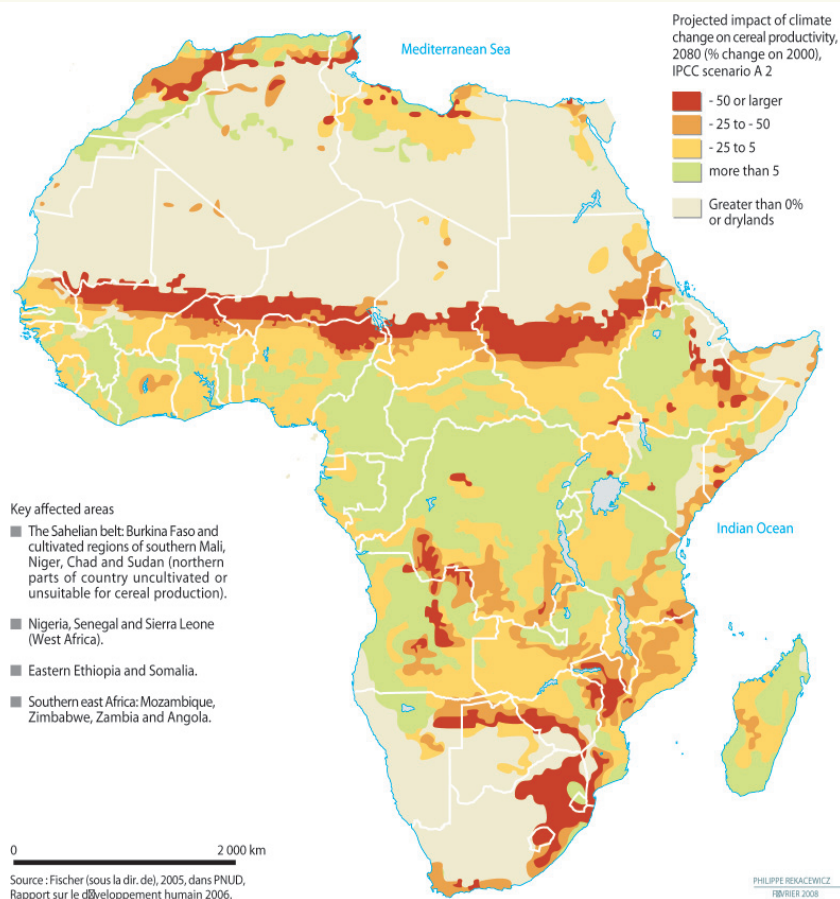 Mediterranean Sea
Projected impact of climate
change on cereal productivity,
2080 (% change on 2000),
IPCC scenario A 2
- 50 or larger
- 25 to - 50
- 25 to 5
more than 5
Greater than 0%
or drylands
Indian Ocean
Key affected areas
The Sahelian belt: Burkina Faso and
cultivated regions of southern Mali,
Niger, Chad and Sudan (northern
parts of country uncultivated or
unsuitable for cereal production).
Nigeria, Senegal and Sierra Leone
(West Africa).
Eastern Ethiopia and Somalia.
Southern east Africa: Mozambique,
Zimbabwe, Zambia and Angola.
0 2 000 km
Source : Fischer (sous la dir. de), 2005, dans PNUD,
Rapport sur le d☒veloppement humain 2006.
PHILIPPE REKACEWICZ
F☒VRIER 2008